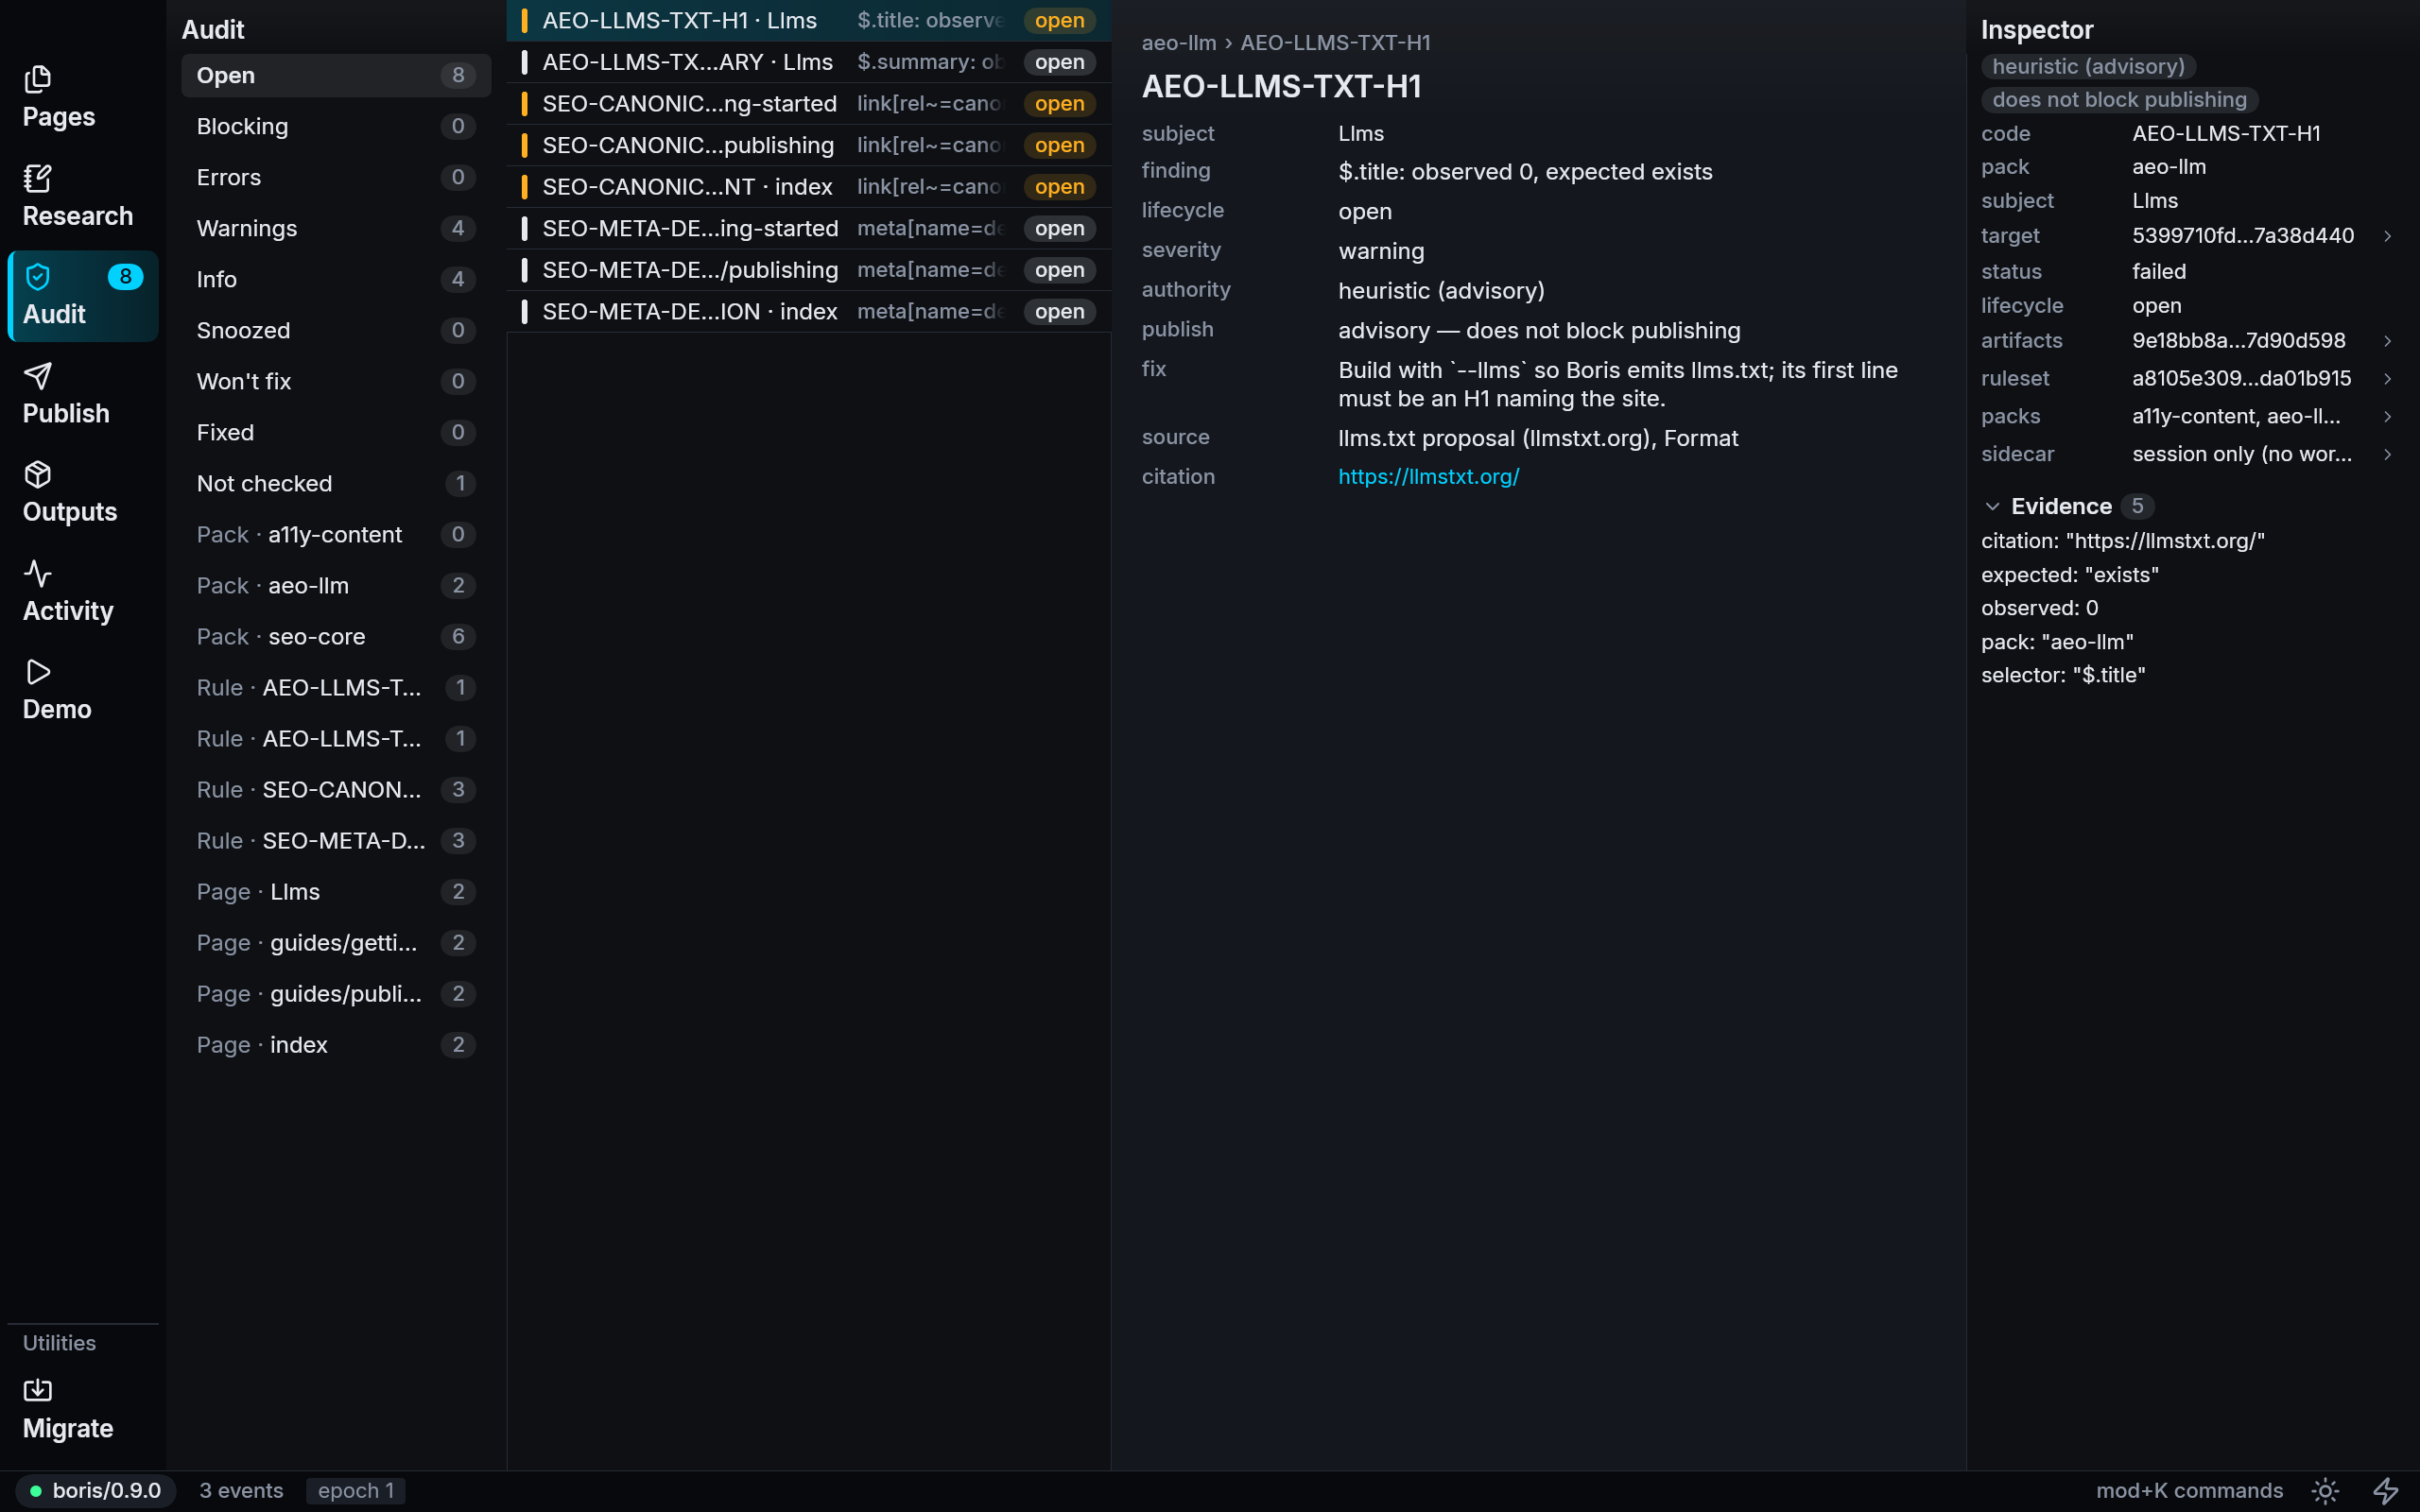 Pages
Research
8
Audit
Publish
Outputs
Activity
Demo
Utilities
Migrate
Audit
Open 8
Blocking 0
Errors 0
Warnings 4
Info 4
Snoozed 0
Won't fix 0
Fixed 0
Not checked 1
Pack · a11y-content 0
Pack · aeo-llm 2
Pack · seo-core 6
Rule · AEO-LLMS-T... 1
Rule · AEO-LLMS-T... 1
Rule · SEO-CANON... 3
Rule · SEO-META-D... 3
Page · Llms 2
Page · guides/getti... 2
Page · guides/publi... 2
Page · index 2
AEO-LLMS-TXT-H1 · Llms $.title: observe open
AEO-LLMS-TX...ARY · Llms $.summary: ob open
SEO-CANONIC...ng-started link[rel~=cano open
SEO-CANONIC...publishing link[rel~=cano open
SEO-CANONIC...NT · index link[rel~=cano open
SEO-META-DE...ing-started meta[name=de open
SEO-META-DE.../publishing meta[name=de open
SEO-META-DE...ION · index meta[name=de open
aeo-llm › AEO-LLMS-TXT-H1
AEO-LLMS-TXT-H1
subject Llms
finding $.title: observed 0, expected exists
lifecycle open
severity warning
authority heuristic (advisory)
publish advisory — does not block publishing
fix Build with `--llms` so Boris emits llms.txt; its first line
must be an H1 naming the site.
source llms.txt proposal (llmstxt.org), Format
citation https://llmstxt.org/
Inspector
heuristic (advisory)
does not block publishing
code AEO-LLMS-TXT-H1
pack aeo-llm
subject Llms
target 5399710fd...7a38d440
status failed
lifecycle open
artifacts 9e18bb8a...7d90d598
ruleset a8105e309...da01b915
packs a11y-content, aeo-ll...
sidecar session only (no wor...
Evidence 5
citation: "https://llmstxt.org/"
expected: "exists"
observed: 0
pack: "aeo-llm"
selector: "$.title"
boris/0.9.0 3 events epoch 1 mod+K commands